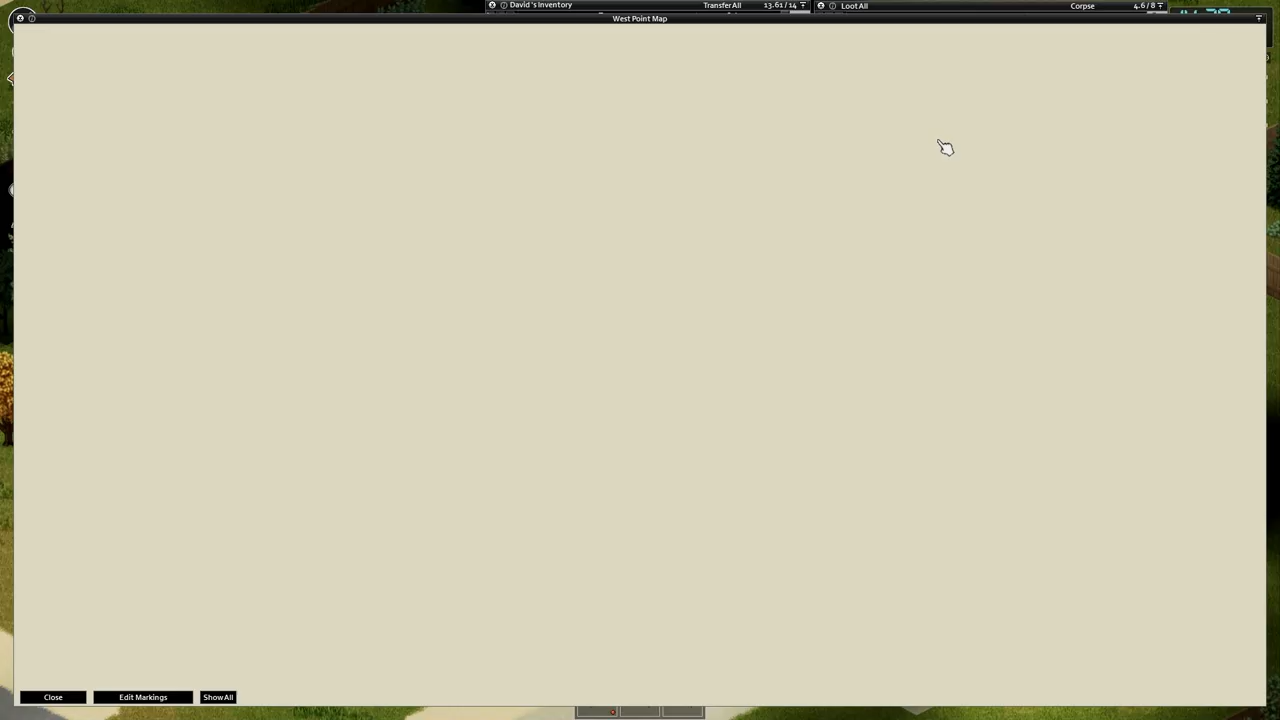 David 's Inventory Transfer All 13.61 / 14 Loot All Corpse 4.6 / 8
West Point Map
Close Edit Markings Show All